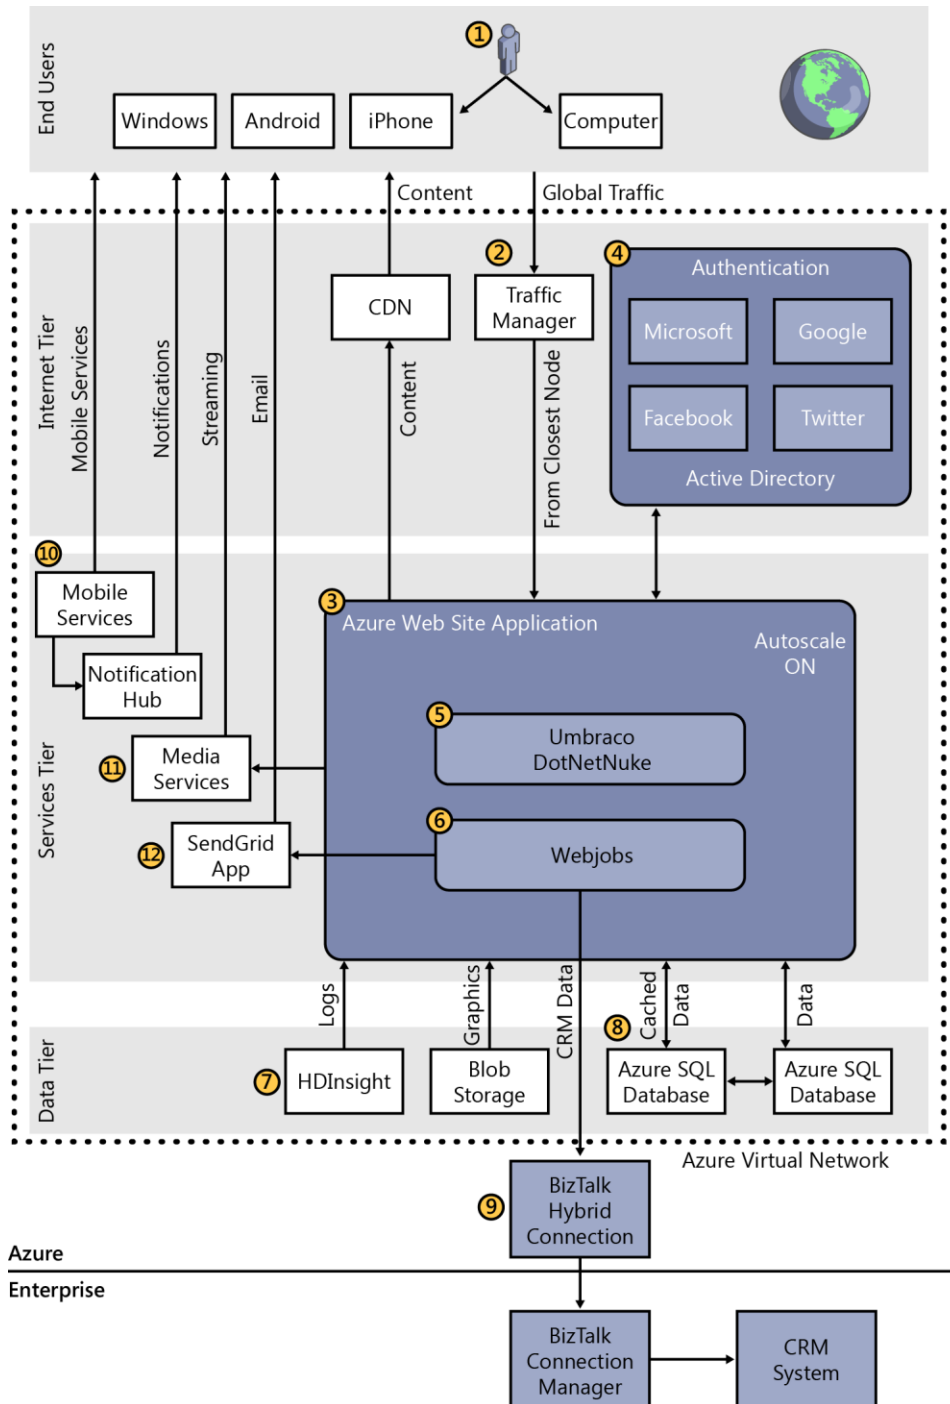 End Users
1
Windows
Android
iPhone
Computer
Content
Global Traffic
Internet Tier
Mobile Services
Notifications
Streaming
Email
CDN
Content
2
Traffic
Manager
From Closest Node
4
Authentication
Microsoft
Google
Facebook
Twitter
Active Directory
Services Tier
10
Mobile
Services
Notification
Hub
11
Media
Services
12
SendGrid
App
3
Azure Web Site Application
Autoscale
ON
5
Umbraco
DotNetNuke
6
Webjobs
Logs
Graphics
CRM Data
Cached
Data
Data
Data Tier
7
HDInsight
Blob
Storage
8
Azure SQL
Database
Azure SQL
Database
Azure Virtual Network
9
BizTalk
Hybrid
Connection
Azure
Enterprise
BizTalk
Connection
Manager
CRM
System